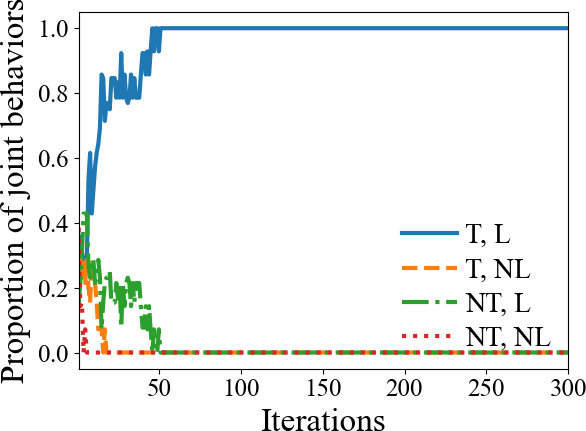 Proportion of joint behaviors
1.0
0.8
0.6
0.4
0.2
0.0
T, L
T, NL
NT, L
NT, NL
50 100 150 200 250 300
Iterations